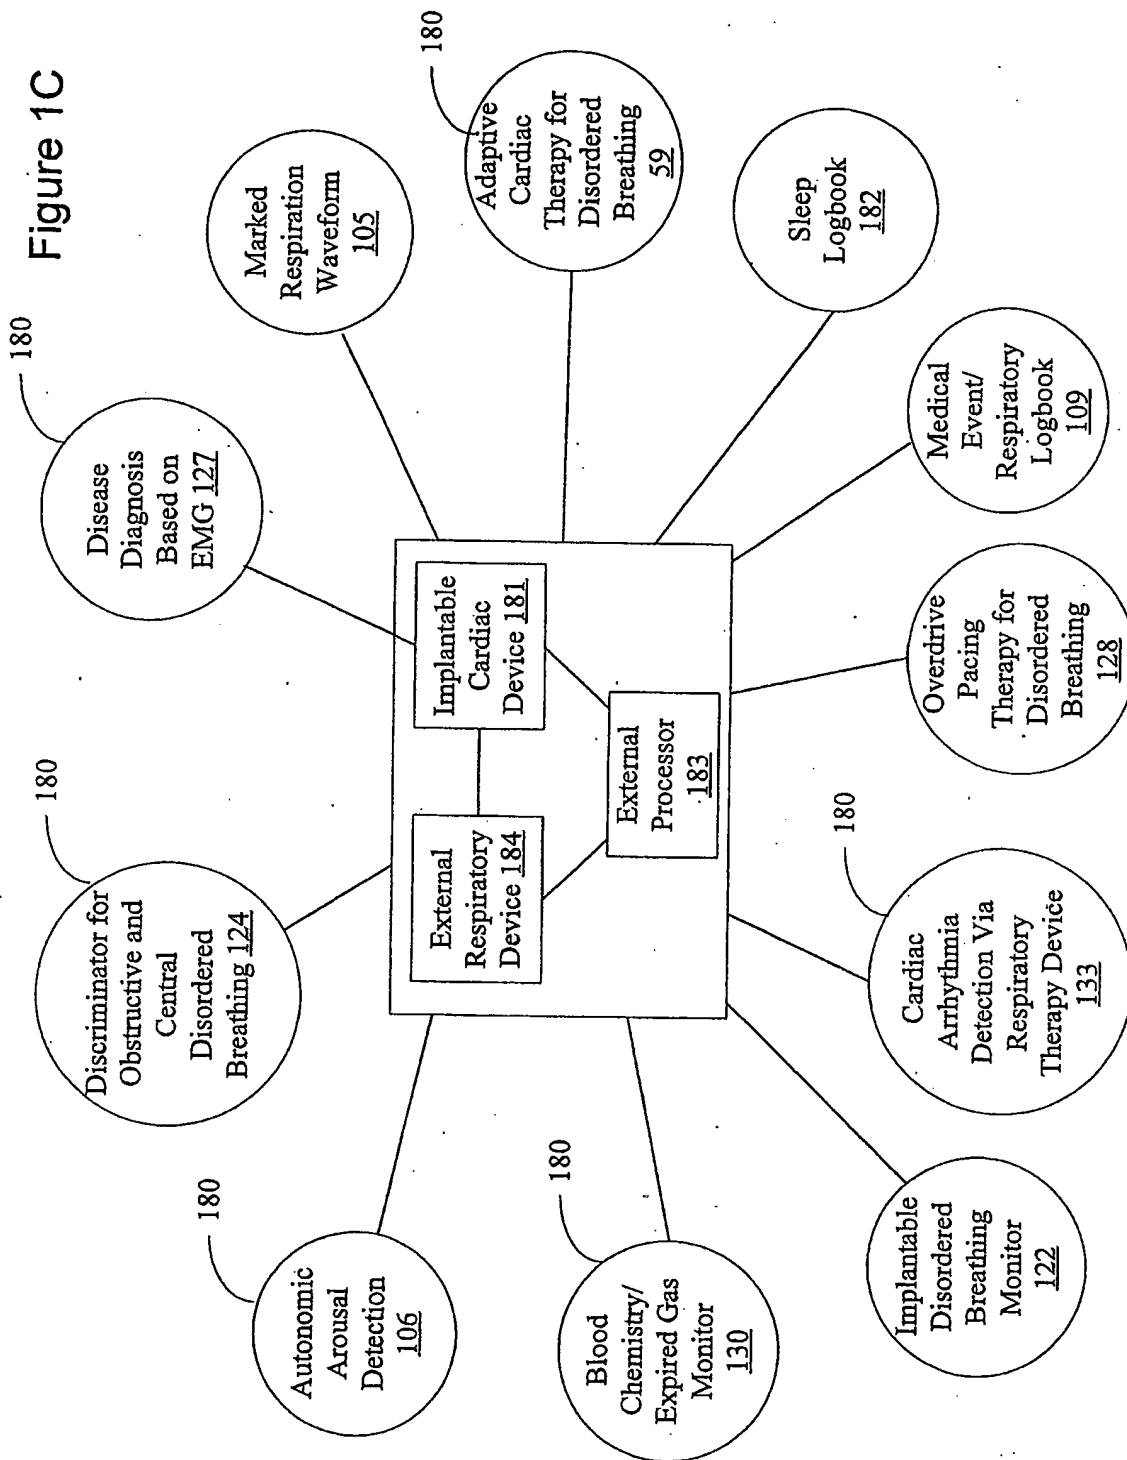 Figure 1C
180
Disease
Diagnosis
Based on
EMG 127
Marked
Respiration
Waveform
105
180
Adaptive
Cardiac
Therapy for
Disordered
Breathing
59
Sleep
Logbook
182
Medical
Event/
Respiratory
Logbook
109
Overdrive
Pacing
Therapy for
Disordered
Breathing
128
180
Cardiac
Arrhythmia
Detection Via
Respiratory
Therapy Device
133
Implantable
Disordered
Breathing
Monitor
122
180
Blood
Chemistry/
Expired Gas
Monitor
130
180
Autonomic
Arousal
Detection
106
180
Discriminator for
Obstructive and
Central
Disordered
Breathing 124
External
Respiratory
Device 184
Implantable
Cardiac
Device 181
External
Processor
183